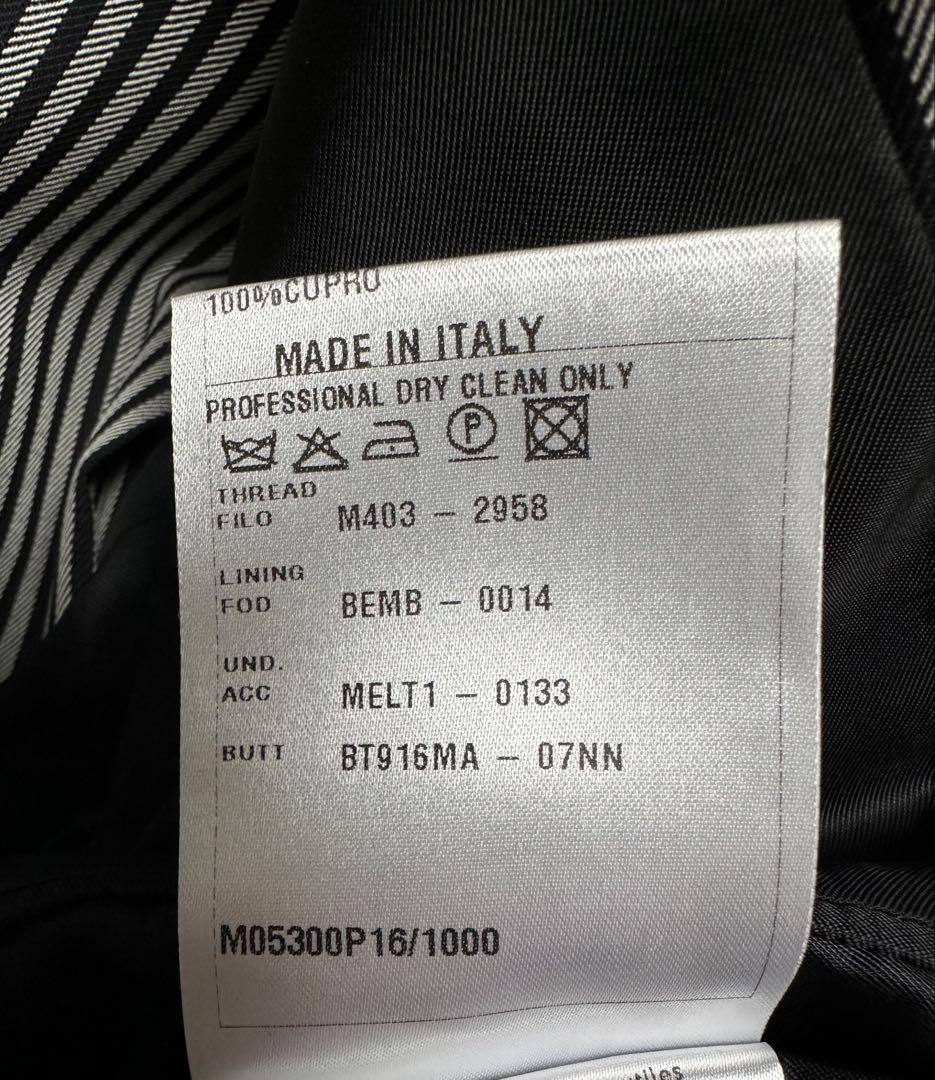 100%CUPRO
MADE IN ITALY
PROFESSIONAL DRY CLEAN ONLY
P
THREAD
FILO M403 - 2958
LINING
FOD BEMB - 0014
UND.
ACC MELT1 - 0133
BUTT BT916MA - 07NN
M05300P16/1000